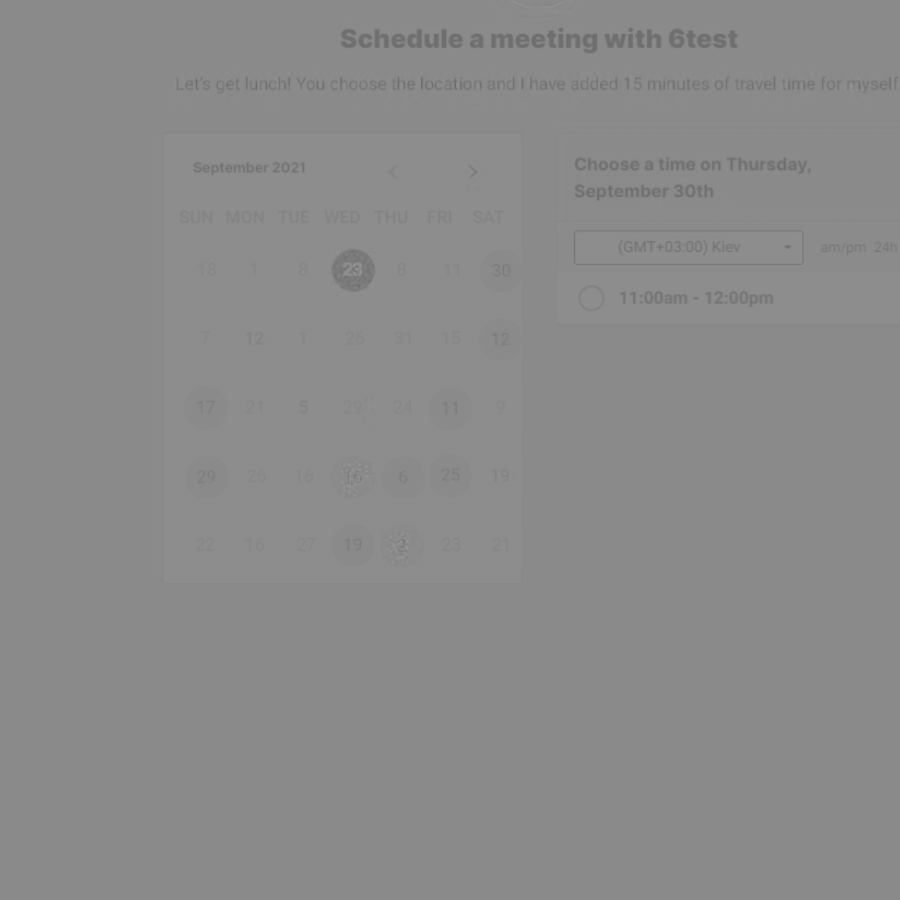 Schedule a meeting with 6test
Let's get lunch! You choose the location and I have added 15 minutes of travel time for myself
September 2021
SUN MON TUE WED THU FRI SAT
18 1 8 23 8 11 30
7 12 1 26 31 15 12
17 21 5 29 24 11 9
29 26 16 16 6 25 19
22 16 27 19 2 23 21
Choose a time on Thursday,
September 30th
(GMT+03:00) Kiev am/pm 24h
11:00am - 12:00pm